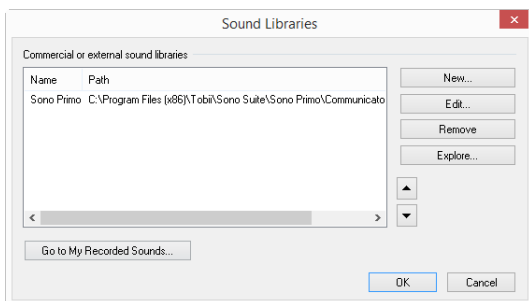 Sound Libraries
Commercial or external sound libraries
Name Path
Sono Primo C:\Program Files (x86)\Tobii\Sono Suite\Sono Primo\Communicato
New...
Edit...
Remove
Explore...
Go to My Recorded Sounds...
OK Cancel